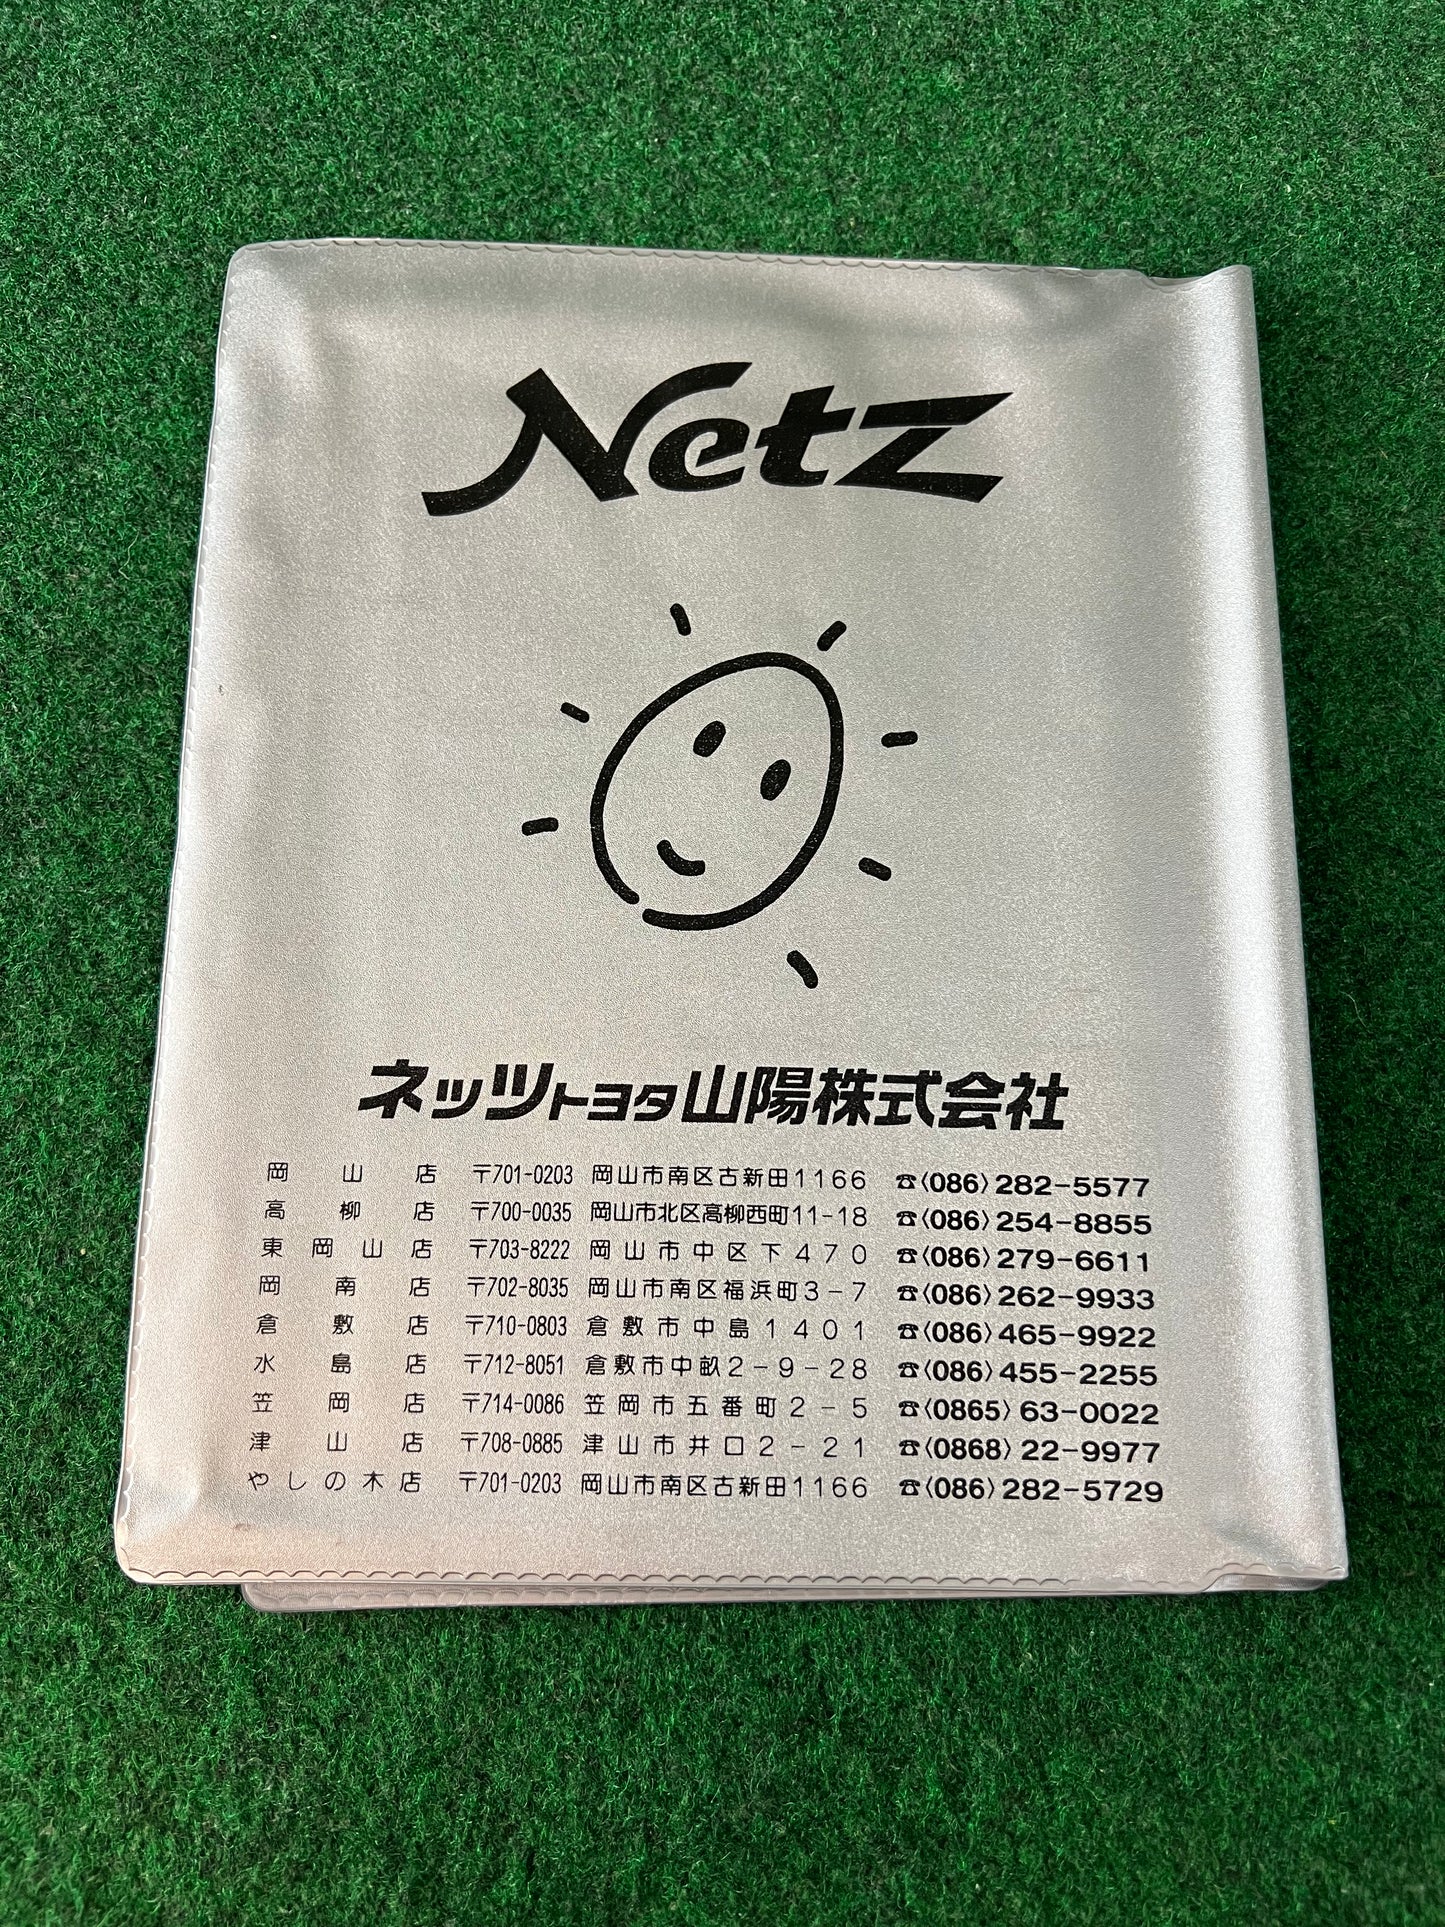 Netz
ネッツトヨタ山陽株式会社
岡山店 〒701-0203 岡山市南区古新田1166 ☎〈086〉282-5577
高柳店 〒700-0035 岡山市北区高柳西町11-18 ☎〈086〉254-8855
東岡山店 〒703-8222 岡山市中区下470 ☎〈086〉279-6611
岡南店 〒702-8035 岡山市南区福浜町3-7 ☎〈086〉262-9933
倉敷店 〒710-0803 倉敷市中島1401 ☎〈086〉465-9922
水島店 〒712-8051 倉敷市中畝2-9-28 ☎〈086〉455-2255
笠岡店 〒714-0086 笠岡市五番町2-5 ☎〈0865〉63-0022
津山店 〒708-0885 津山市井口2-21 ☎〈0868〉22-9977
やしの木店 〒701-0203 岡山市南区古新田1166 ☎〈086〉282-5729